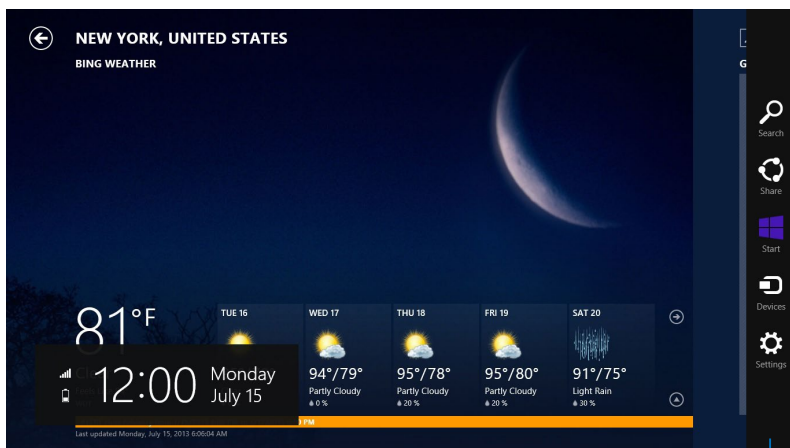 NEW YORK, UNITED STATES
BING WEATHER
G
Search
Share
Start
Devices
Settings
81°F
TUE 16
WED 17
94°/79°
Partly Cloudy
0 %
THU 18
95°/78°
Partly Cloudy
20 %
FRI 19
95°/80°
Partly Cloudy
20 %
SAT 20
91°/75°
Light Rain
30 %
12:00
Monday
July 15
PM
Last updated Monday, July 15, 2013 6:06:04 AM